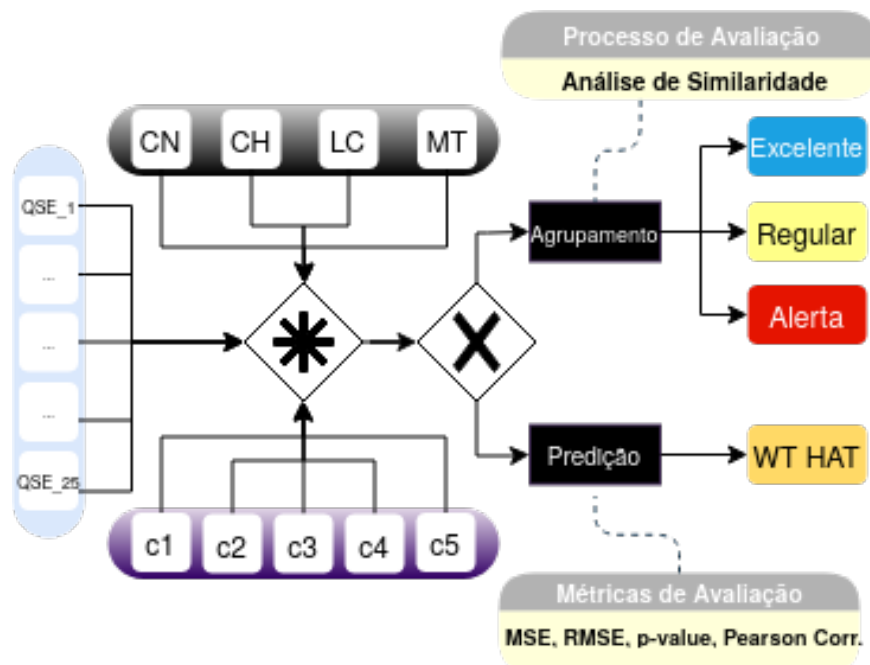 Processo de Avaliação
Análise de Similaridade
CN CH LC MT
QSE_1
...
...
...
QSE_25
Agrupamento
Excelente
Regular
Alerta
Predição
WT HAT
c1 c2 c3 c4 c5
Métricas de Avaliação
MSE, RMSE, p-value, Pearson Corr.